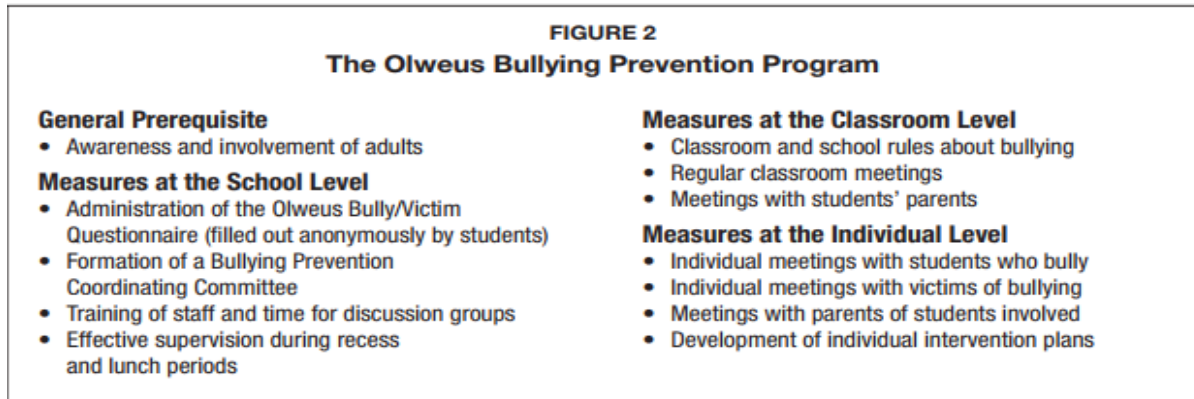 FIGURE 2
The Olweus Bullying Prevention Program
General Prerequisite
• Awareness and involvement of adults
Measures at the School Level
• Administration of the Olweus Bully/Victim
Questionnaire (filled out anonymously by students)
• Formation of a Bullying Prevention
Coordinating Committee
• Training of staff and time for discussion groups
• Effective supervision during recess
and lunch periods
Measures at the Classroom Level
• Classroom and school rules about bullying
• Regular classroom meetings
• Meetings with students' parents
Measures at the Individual Level
• Individual meetings with students who bully
• Individual meetings with victims of bullying
• Meetings with parents of students involved
• Development of individual intervention plans